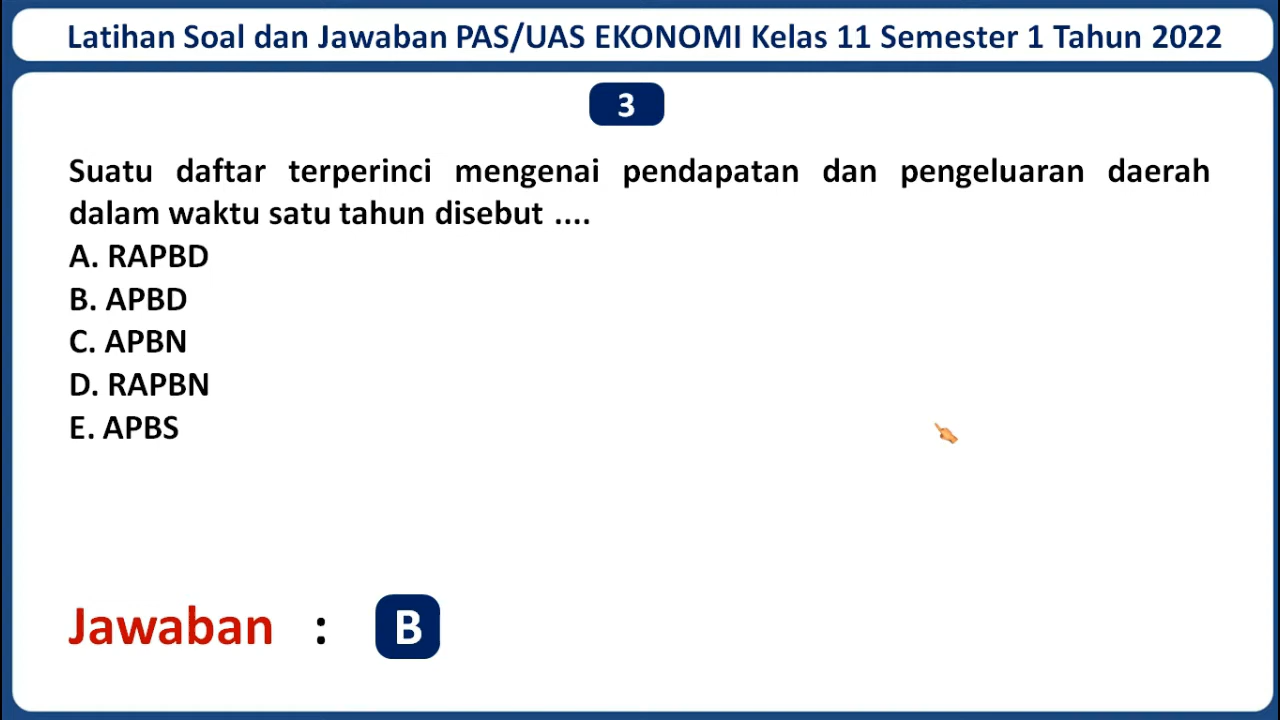 Latihan Soal dan Jawaban PAS/UAS EKONOMI Kelas 11 Semester 1 Tahun 2022
3
Suatu daftar terperinci mengenai pendapatan dan pengeluaran daerah
dalam waktu satu tahun disebut ....
A. RAPBD
B. APBD
C. APBN
D. RAPBN
E. APBS
Jawaban : B